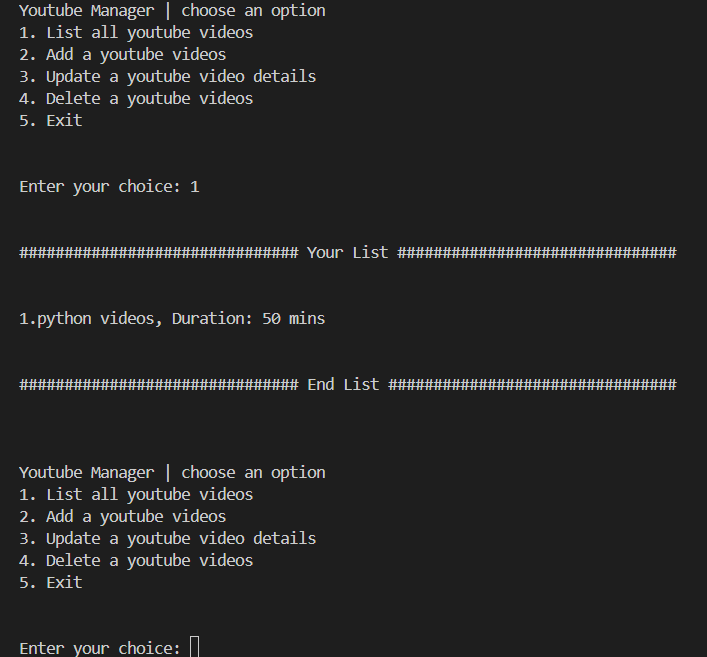 Youtube Manager | choose an option
1. List all youtube videos
2. Add a youtube videos
3. Update a youtube video details
4. Delete a youtube videos
5. Exit
Enter your choice: 1
############################### Your List ###############################
1.python videos, Duration: 50 mins
############################### End List ################################
Youtube Manager | choose an option
1. List all youtube videos
2. Add a youtube videos
3. Update a youtube video details
4. Delete a youtube videos
5. Exit
Enter your choice: